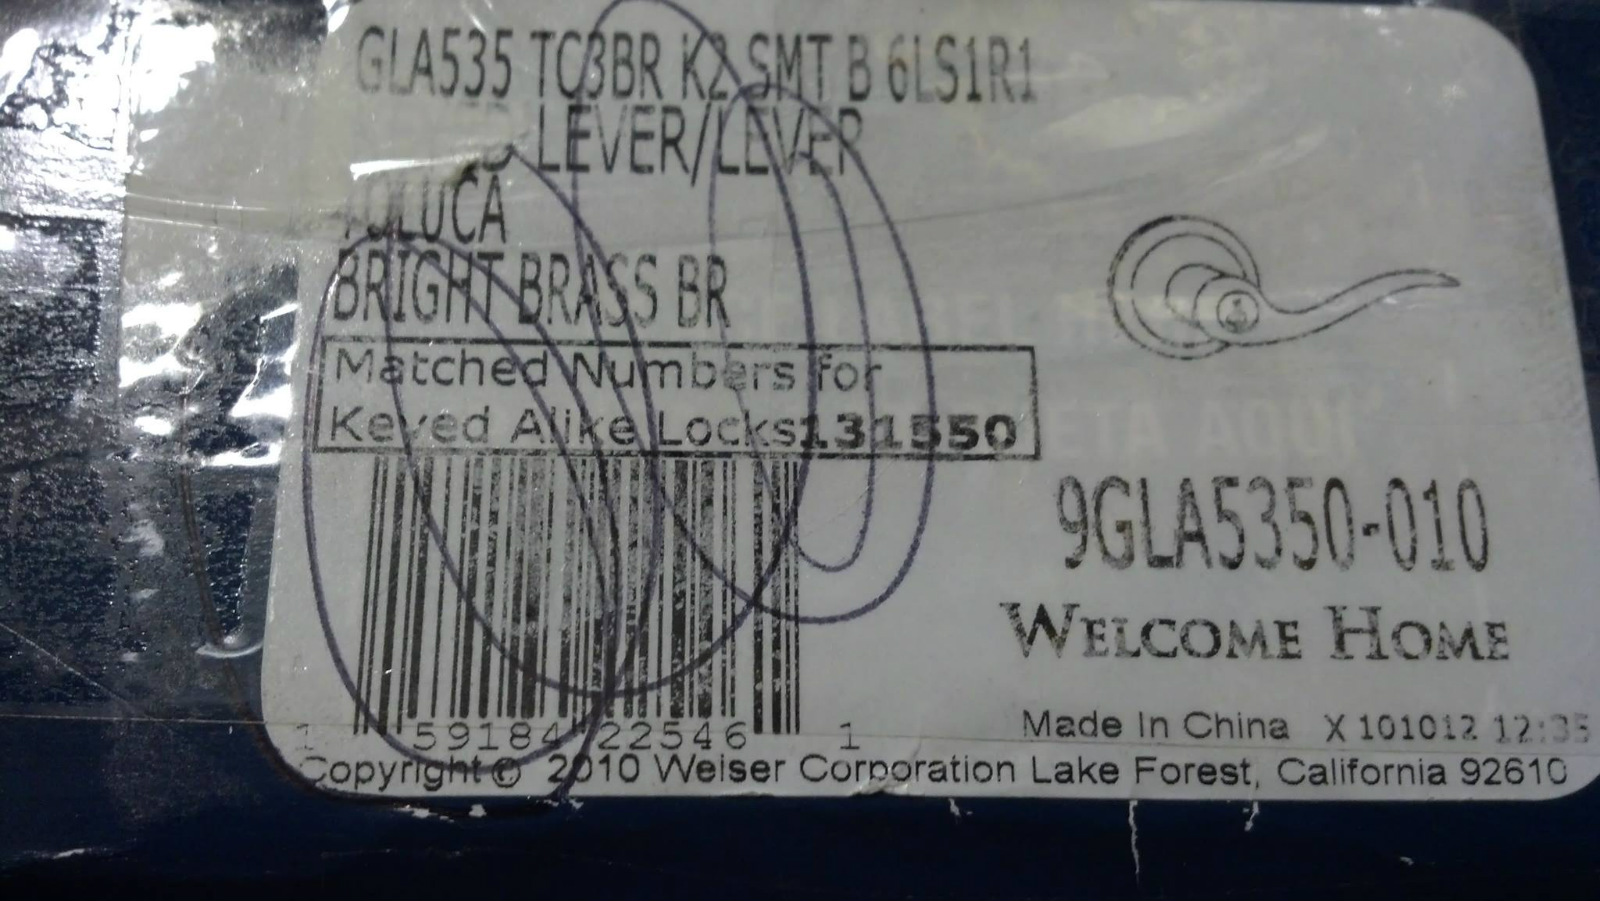 GLA535 TC3BR K2 SMT B 6LS1R1
LEVER/LEVER
TOLUCA
BRIGHT BRASS BR
Matched Numbers for
Keyed Alike Locks131550
9GLA5350-010
WELCOME HOME
1 59184 22546 1
Made In China X 101012 12:35
Copyright © 2010 Weiser Corporation Lake Forest, California 92610